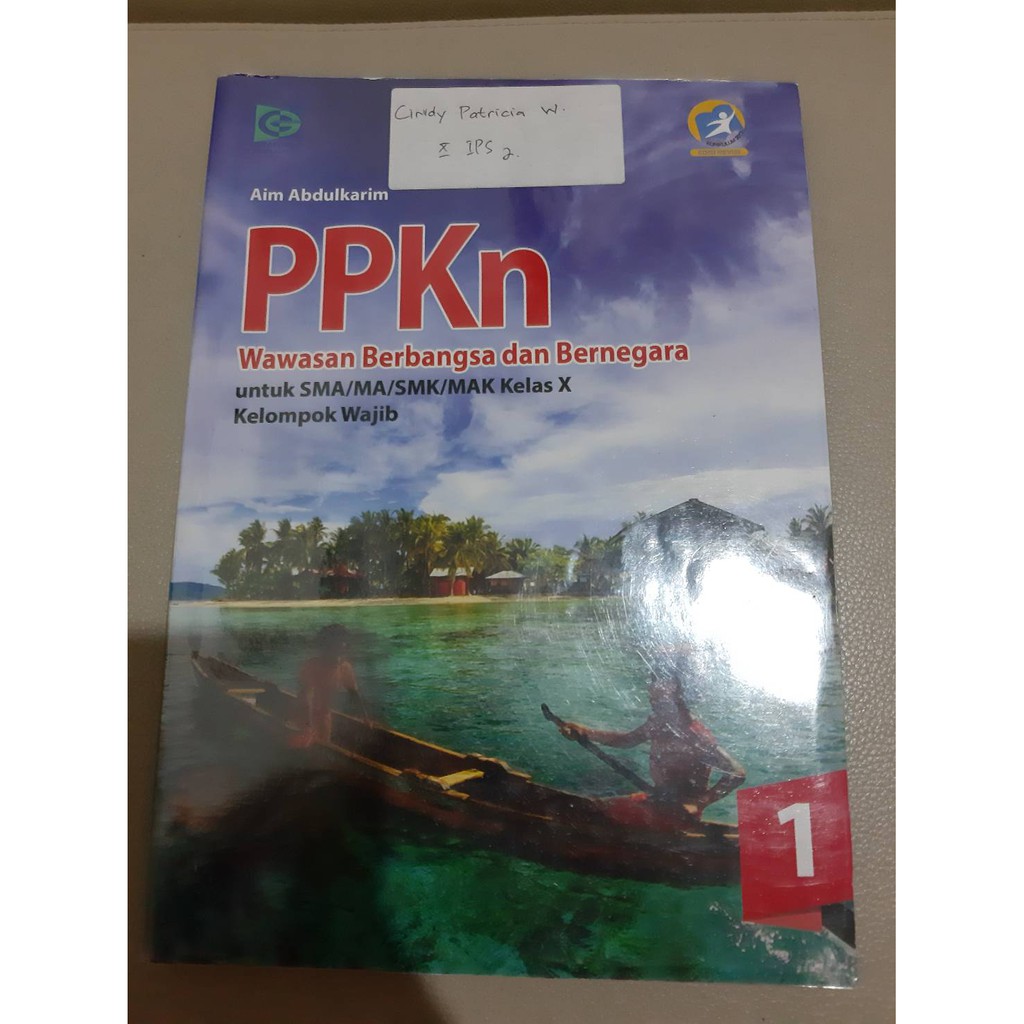 Cindy Patricia W.
X IPS 2.
Aim Abdulkarim
PPKn
Wawasan Berbangsa dan Bernegara
untuk SMA/MA/SMK/MAK Kelas X
Kelompok Wajib
1